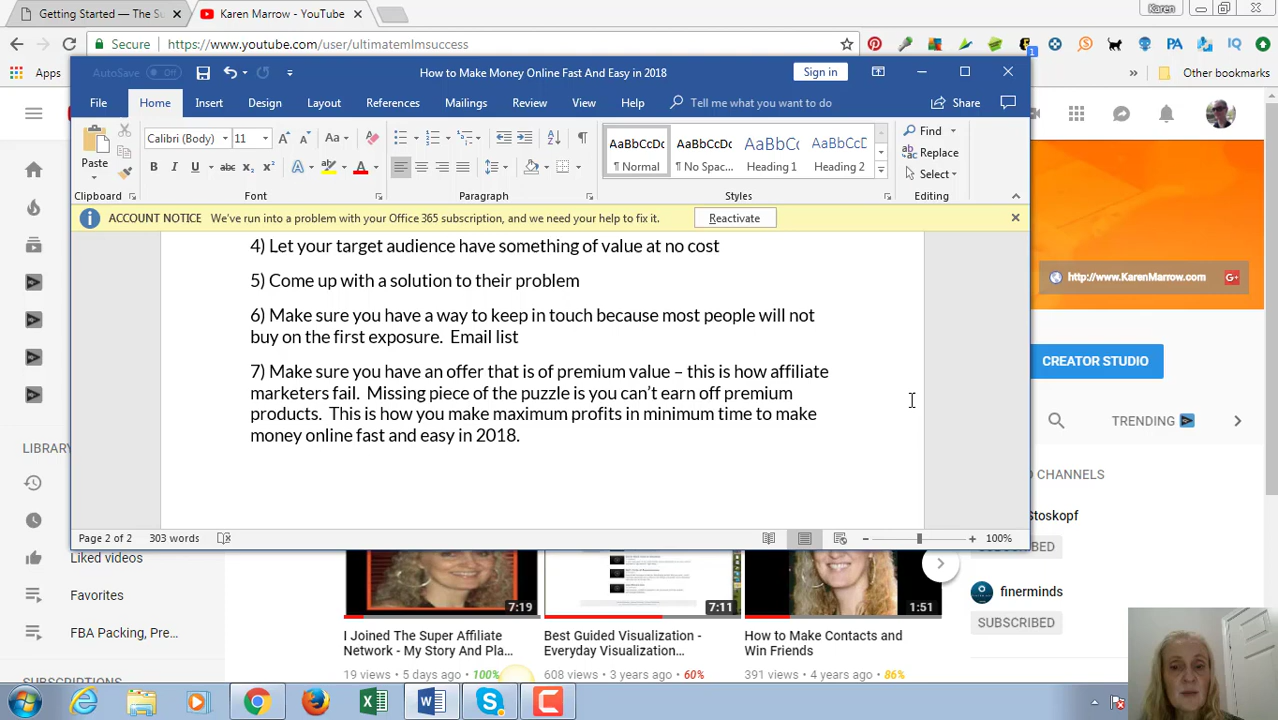 Getting Started — The Su
Karen Marrow - YouTube
Karen
Secure
https://www.youtube.com/user/ultimatemlmsuccess
Apps
Other bookmarks
AutoSave
Off
How to Make Money Online Fast And Easy in 2018
Sign in
File
Home
Insert
Design
Layout
References
Mailings
Review
View
Help
Tell me what you want to do
Share
Paste
Calibri (Body)
11
AaBbCcDc
AaBbCcDc
AaBbCc
AaBbCcD
¶ Normal
¶ No Spac...
Heading 1
Heading 2
Find
Replace
Select
Clipboard
Font
Paragraph
Styles
Editing
ACCOUNT NOTICE We've run into a problem with your Office 365 subscription, and we need your help to fix it.
Reactivate
4) Let your target audience have something of value at no cost
5) Come up with a solution to their problem
6) Make sure you have a way to keep in touch because most people will not
buy on the first exposure. Email list
7) Make sure you have an offer that is of premium value – this is how affiliate
marketers fail. Missing piece of the puzzle is you can't earn off premium
products. This is how you make maximum profits in minimum time to make
money online fast and easy in 2018.
Page 2 of 2
303 words
100%
http://www.KarenMarrow.com
CREATOR STUDIO
TRENDING
D CHANNELS
Stoskopf
SUBSCRIBED
finerminds
SUBSCRIBED
Liked videos
Favorites
FBA Packing, Pre...
SUBSCRIPTIONS
7:19
7:11
1:51
I Joined The Super Affiliate
Network - My Story And Pla...
19 views • 5 days ago
100%
Best Guided Visualization -
Everyday Visualization...
608 views • 3 years ago
60%
How to Make Contacts and
Win Friends
391 views • 4 years ago
86%